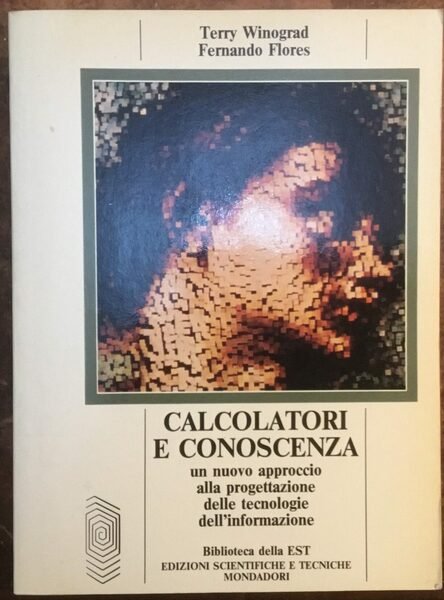 Terry Winograd
Fernando Flores
CALCOLATORI
E CONOSCENZA
un nuovo approccio
alla progettazione
delle tecnologie
dell'informazione
Biblioteca della EST
EDIZIONI SCIENTIFICHE E TECNICHE
MONDADORI